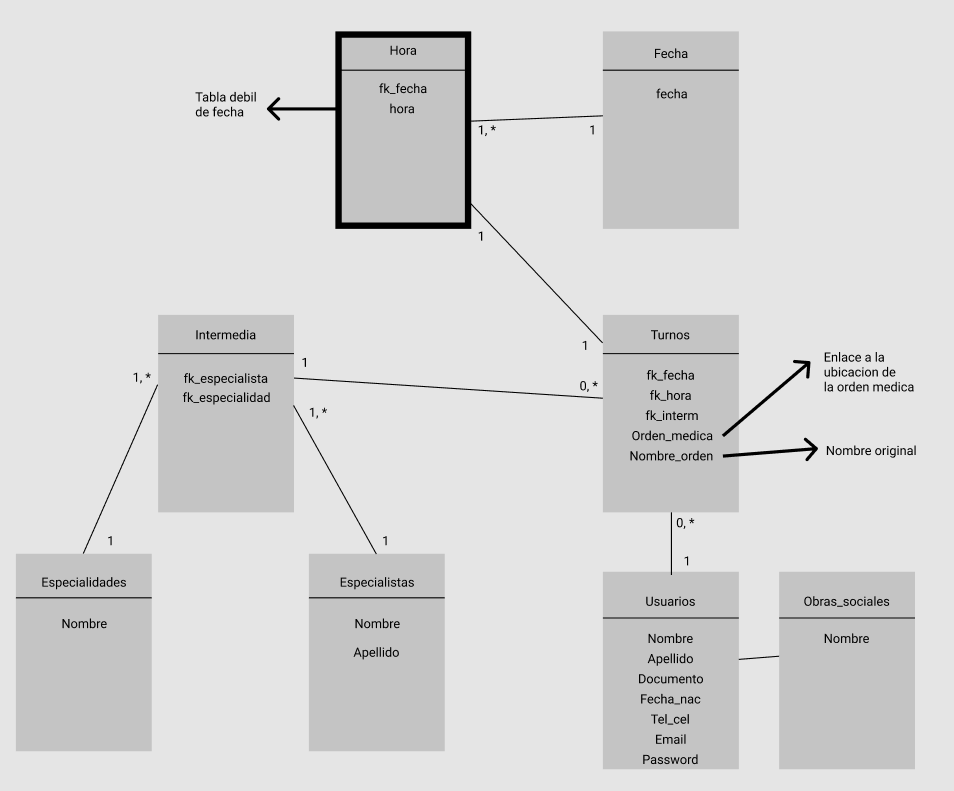 Hora
fk_fecha
hora
Tabla debil
de fecha
1, *
1
Fecha
fecha
1
1
Intermedia
fk_especialista
fk_especialidad
1, *
1
1, *
0, *
Turnos
fk_fecha
fk_hora
fk_interm
Orden_medica
Nombre_orden
Enlace a la
ubicacion de
la orden medica
Nombre original
0, *
1
1
1
Especialidades
Nombre
Especialistas
Nombre
Apellido
Usuarios
Nombre
Apellido
Documento
Fecha_nac
Tel_cel
Email
Password
Obras_sociales
Nombre